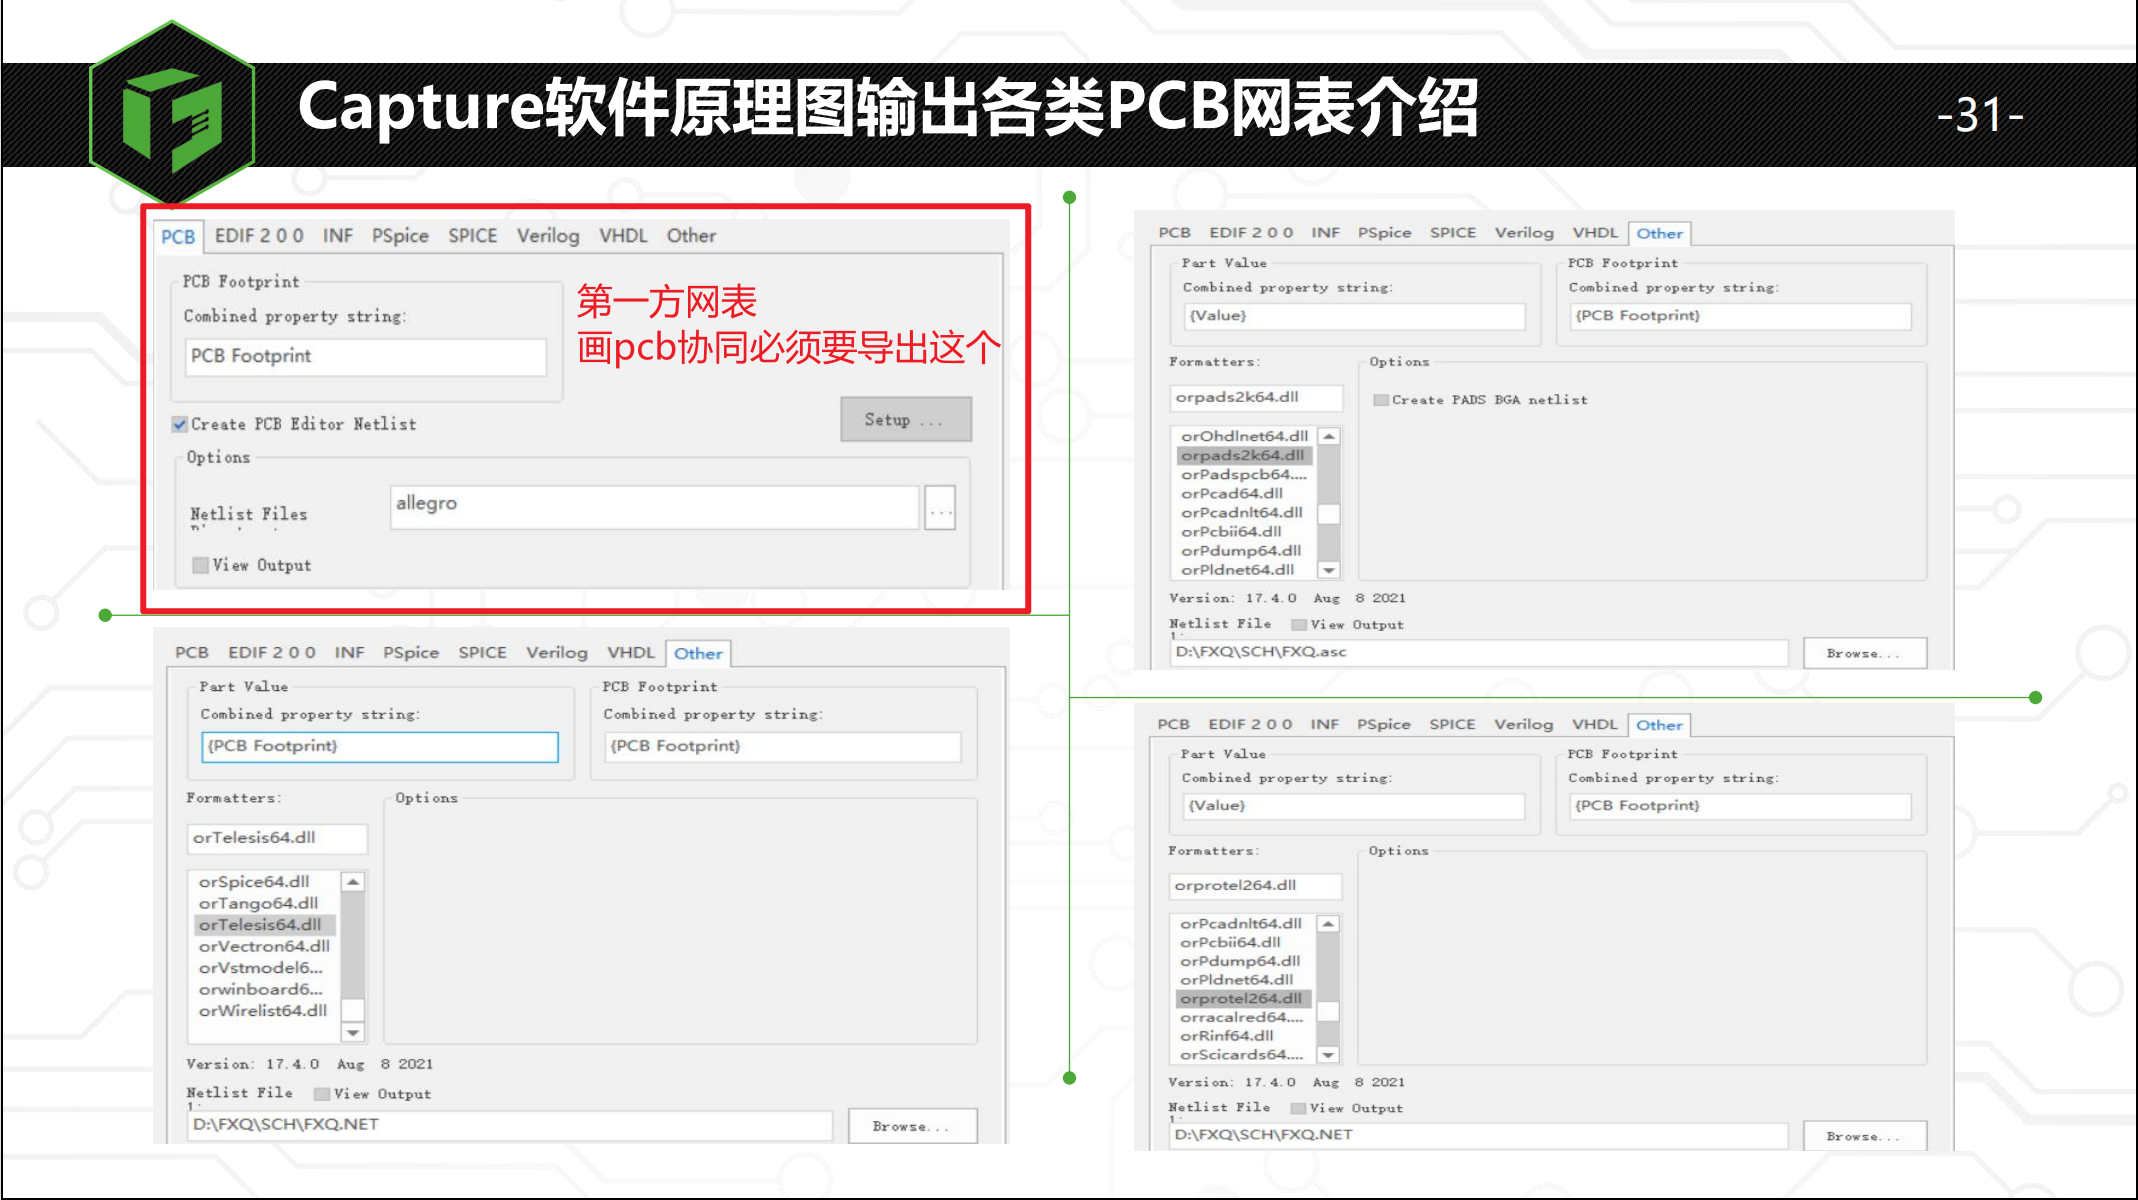 Capture软件原理图输出各类PCB网表介绍
-31-
PCB EDIF 2 0 0 INF PSpice SPICE Verilog VHDL Other
PCB Footprint
Combined property string:
PCB Footprint
第一方网表
画pcb协同必须要导出这个
Create PCB Editor Netlist
Setup ...
Options
Netlist Files
allegro
...
View Output
PCB EDIF 2 0 0 INF PSpice SPICE Verilog VHDL Other
Part Value
PCB Footprint
Combined property string:
Combined property string:
{Value}
{PCB Footprint}
Formatters:
Options
orpads2k64.dll
Create PADS BGA netlist
orOhdlnet64.dll
orpads2k64.dll
orPadspcb64....
orPcad64.dll
orPcadnlt64.dll
orPcbii64.dll
orPdump64.dll
orPldnet64.dll
Version: 17.4.0 Aug 8 2021
Netlist File View Output
1:
D:\FXQ\SCH\FXQ.asc
Browse...
PCB EDIF 2 0 0 INF PSpice SPICE Verilog VHDL Other
Part Value
PCB Footprint
Combined property string:
Combined property string:
{PCB Footprint}
{PCB Footprint}
Formatters:
Options
orTelesis64.dll
orSpice64.dll
orTango64.dll
orTelesis64.dll
orVectron64.dll
orVstmodel6...
orwinboard6...
orWirelist64.dll
Version: 17.4.0 Aug 8 2021
Netlist File View Output
1:
D:\FXQ\SCH\FXQ.NET
Browse...
PCB EDIF 2 0 0 INF PSpice SPICE Verilog VHDL Other
Part Value
PCB Footprint
Combined property string:
Combined property string:
{Value}
{PCB Footprint}
Formatters:
Options
orprotel264.dll
orPcadnlt64.dll
orPcbii64.dll
orPdump64.dll
orPldnet64.dll
orprotel264.dll
orracalred64....
orRinf64.dll
orScicards64....
Version: 17.4.0 Aug 8 2021
Netlist File View Output
1:
D:\FXQ\SCH\FXQ.NET
Browse...